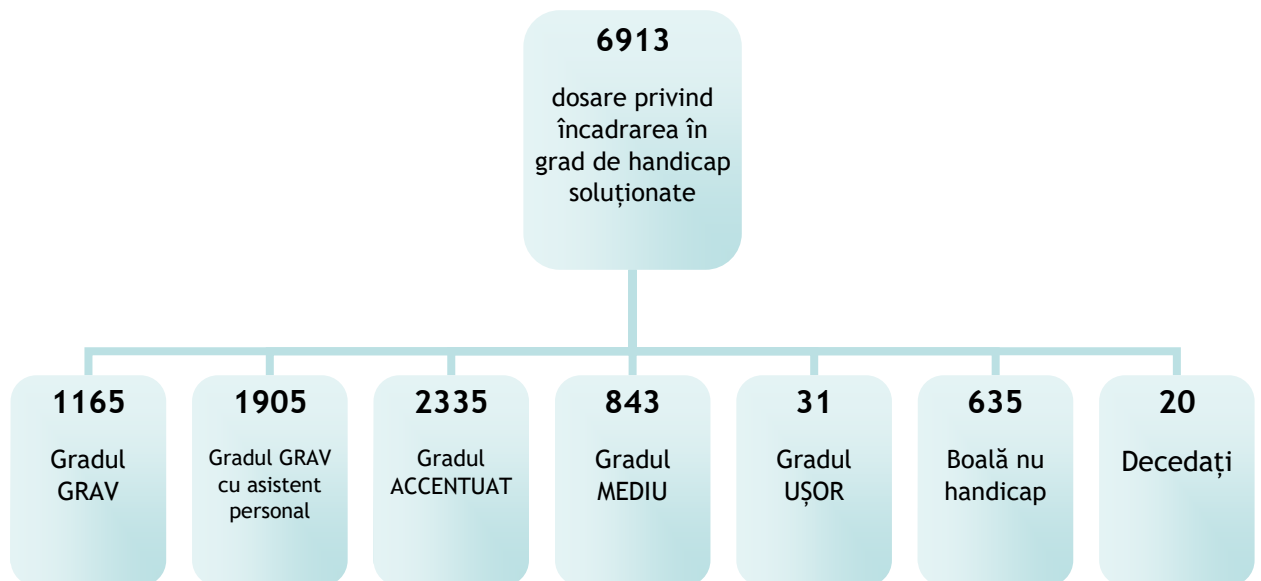 6913
dosare privind
încadrarea în
grad de handicap
soluționate
1165
Gradul
GRAV
1905
Gradul GRAV
cu asistent
personal
2335
Gradul
ACCENTUAT
843
Gradul
MEDIU
31
Gradul
UȘOR
635
Boală nu
handicap
20
Decedați